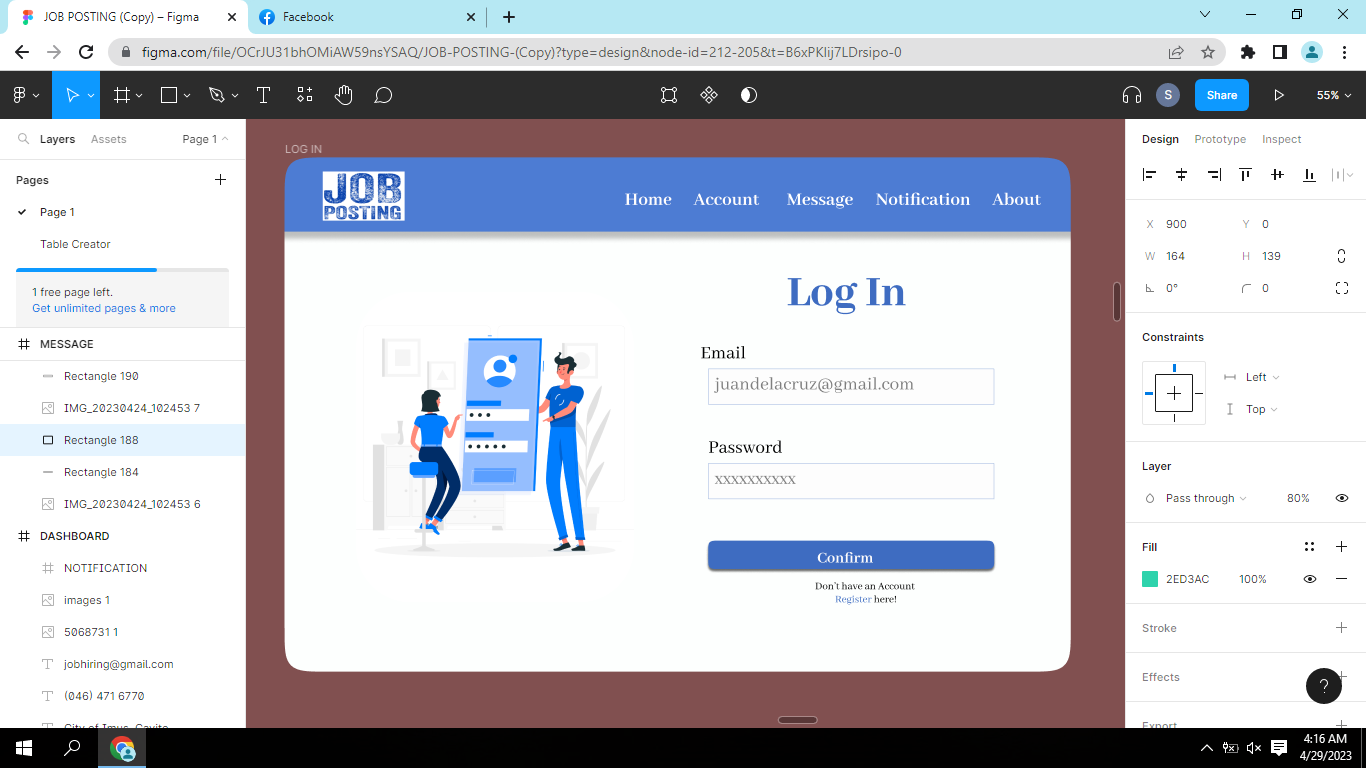 JOB POSTING (Copy) – Figma
Facebook
figma.com/file/OCrJU31bhOMiAW59nsYSAQ/JOB-POSTING-(Copy)?type=design&node-id=212-205&t=B6xPKIij7LDrsipo-0
S
Share
55%
Layers
Assets
Page 1
Pages
Page 1
Table Creator
1 free page left.
Get unlimited pages & more
MESSAGE
Rectangle 190
IMG_20230424_102453 7
Rectangle 188
Rectangle 184
IMG_20230424_102453 6
DASHBOARD
NOTIFICATION
images 1
5068731 1
jobhiring@gmail.com
(046) 471 6770
City of Imus, Cavite
LOG IN
JOB
POSTING
Home
Account
Message
Notification
About
Log In
Email
juandelacruz@gmail.com
Password
xxxxxxxxxx
Confirm
Don't have an Account
Register here!
Design
Prototype
Inspect
X 900
Y 0
W 164
H 139
0°
0
Constraints
Left
Top
Layer
Pass through
80%
Fill
2ED3AC
100%
Stroke
Effects
Export
?
4:16 AM
4/29/2023